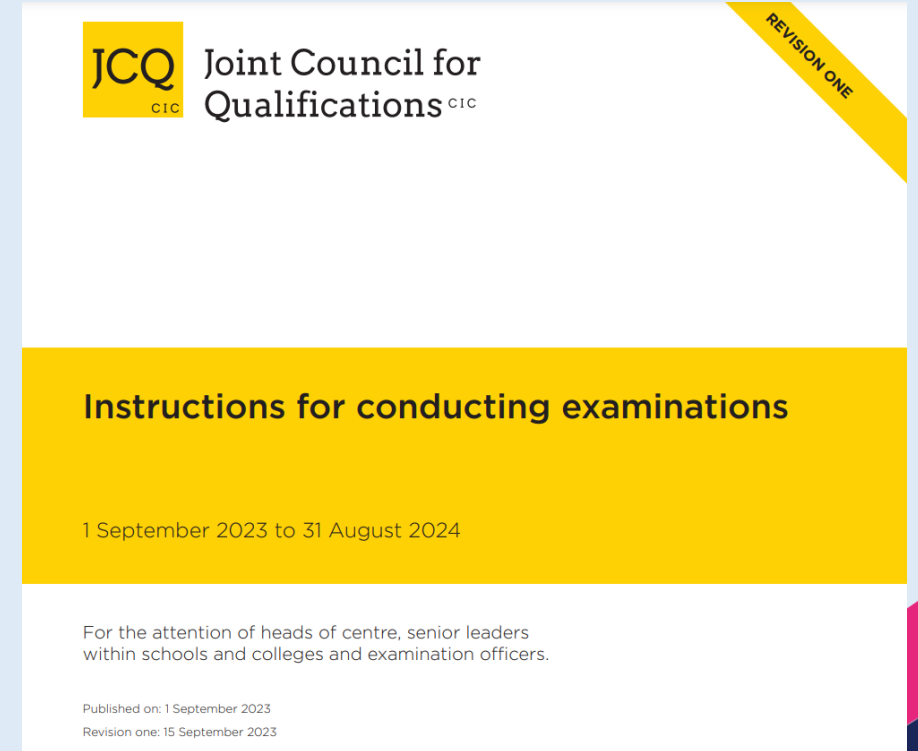 JCQ
CIC
Joint Council for
Qualifications CIC
REVISION ONE
Instructions for conducting examinations
1 September 2023 to 31 August 2024
For the attention of heads of centre, senior leaders
within schools and colleges and examination officers.
Published on: 1 September 2023
Revision one: 15 September 2023